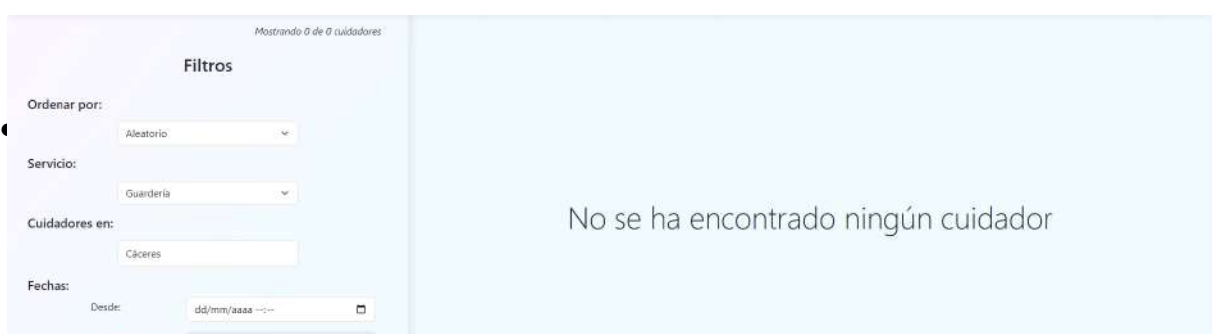 Mostrando 0 de 0 cuidadores
Filtros
Ordenar por:
Aleatorio
Servicio:
Guardería
No se ha encontrado ningún cuidador
Cuidadores en:
Cáceres
Fechas:
Desde:
dd/mm/aaaa --:--